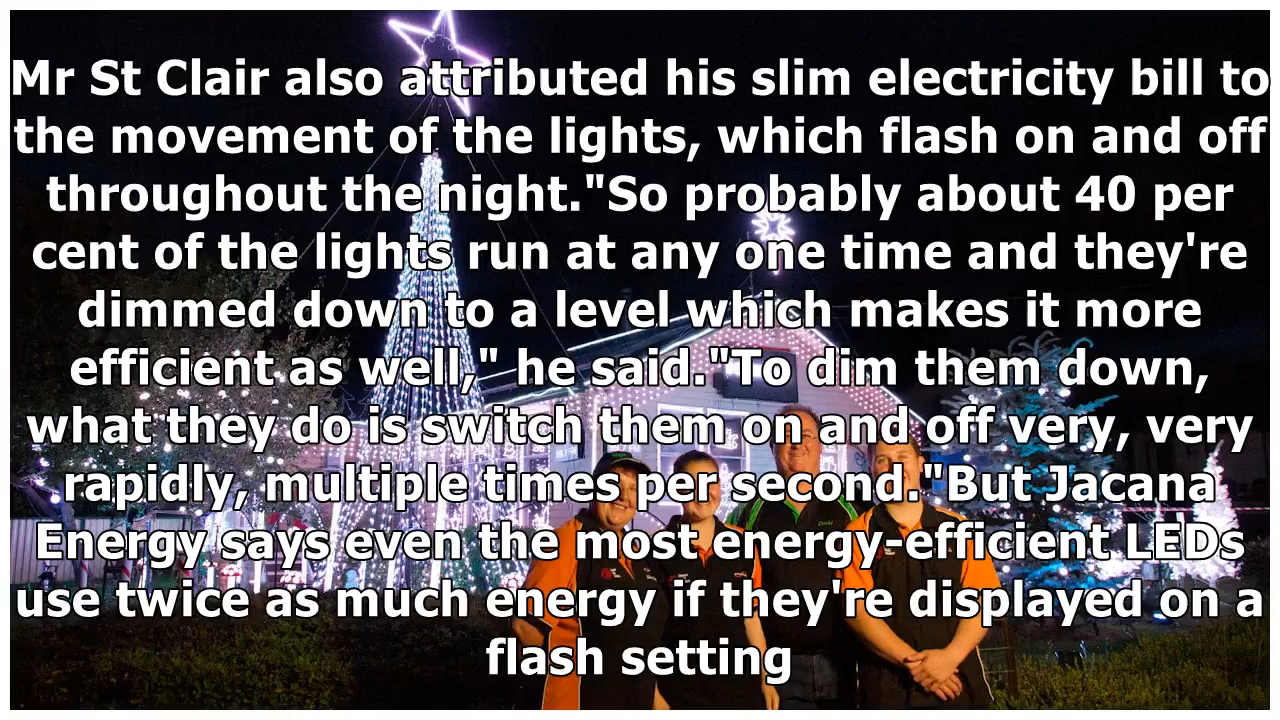 Mr St Clair also attributed his slim electricity bill to
the movement of the lights, which flash on and off
throughout the night."So probably about 40 per
cent of the lights run at any one time and they're
dimmed down to a level which makes it more
efficient as well," he said."To dim them down,
what they do is switch them on and off very, very
rapidly, multiple times per second."But Jacana
Energy says even the most energy-efficient LEDs
use twice as much energy if they're displayed on a
flash setting